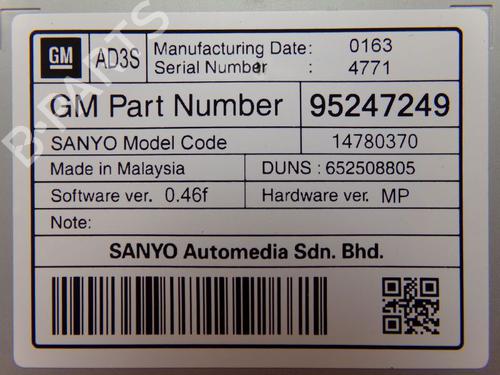 GM AD3S Manufacturing Date: 0163
Serial Number : 4771
GM Part Number 95247249
SANYO Model Code 14780370
Made in Malaysia DUNS : 652508805
Software ver. 0.46f Hardware ver. MP
Note:
SANYO Automedia Sdn. Bhd.
B-PARTS